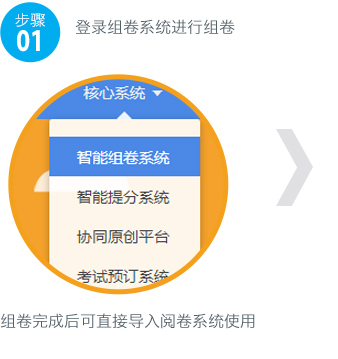 步骤
01
登录组卷系统进行组卷
核心系统
智能组卷系统
智能提分系统
协同原创平台
考试预订系统
组卷完成后可直接导入阅卷系统使用